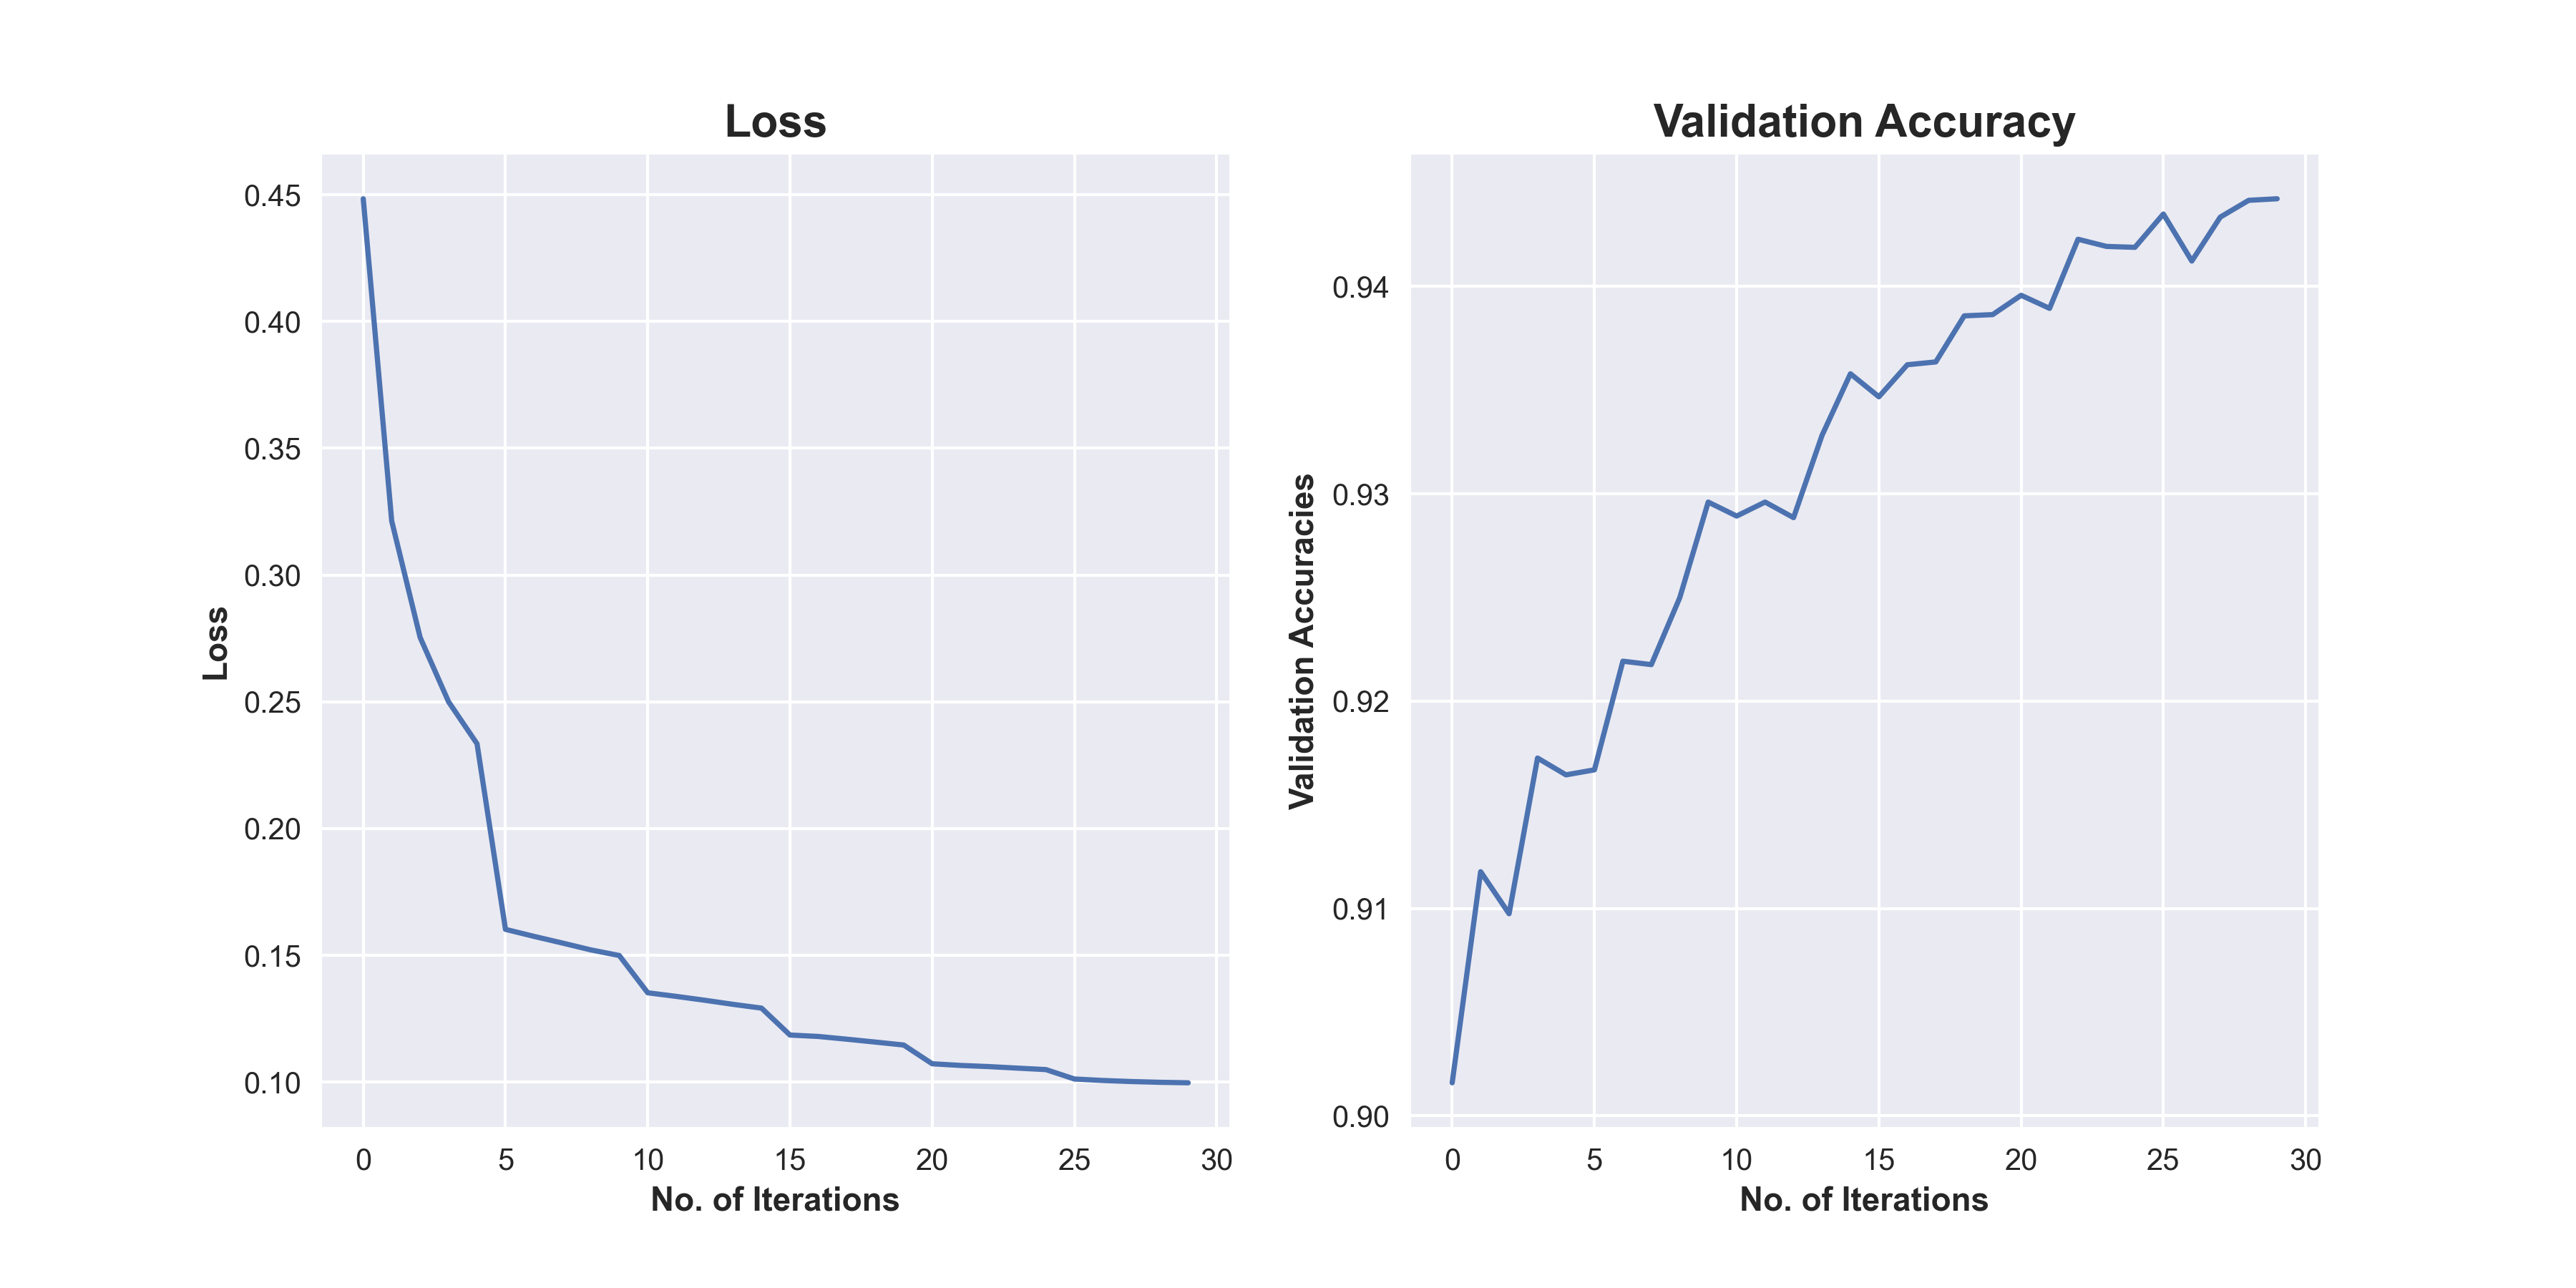 Loss
0.45
0.40
0.35
0.30
0.25
0.20
0.15
0.10
Loss
0 5 10 15 20 25 30
No. of Iterations
Validation Accuracy
0.94
0.93
0.92
0.91
0.90
Validation Accuracies
0 5 10 15 20 25 30
No. of Iterations